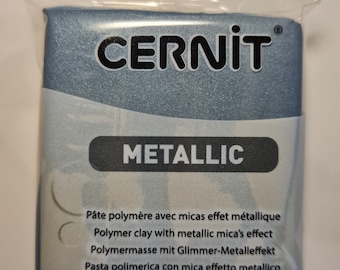 CERNiT®
METALLIC
Pâte polymère avec micas effet métallique
Polymer clay with metallic mica's effect
Polymermasse mit Glimmer-Metalleffekt
Pasta polimerica con mica effetto metallico